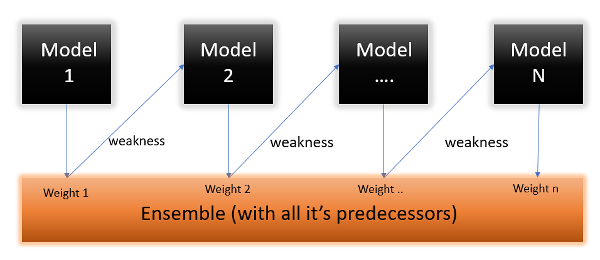 Model
1
Model
2
Model
....
Model
N
weakness
weakness
weakness
Weight 1
Weight 2
Weight ..
Weight n
Ensemble (with all it's predecessors)